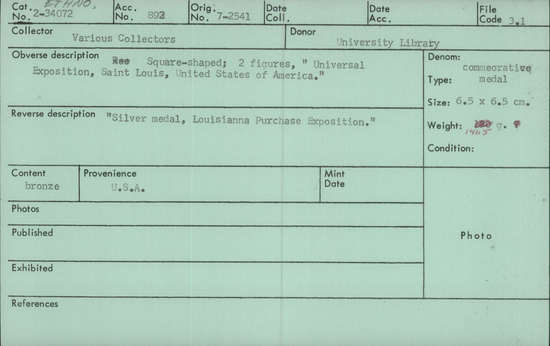 Cat. ETHNO. Acc. Orig. Date Date File
No. 2-34072 No. 892 No. 7-2541 Coll. Acc. Code 3.1
Collector Various Collectors Donor University Library
Obverse description Square-shaped; 2 figures, " Universal
Exposition, Saint Louis, United States of America."
Denom: commeorative
Type: medal
Size: 6.5 x 6.5 cm.
Weight: g.
Condition:
Reverse description "Silver medal, Louisianna Purchase Exposition."
Content bronze
Provenience U.S.A.
Mint
Date
Photos
Published
Exhibited
References
Photo